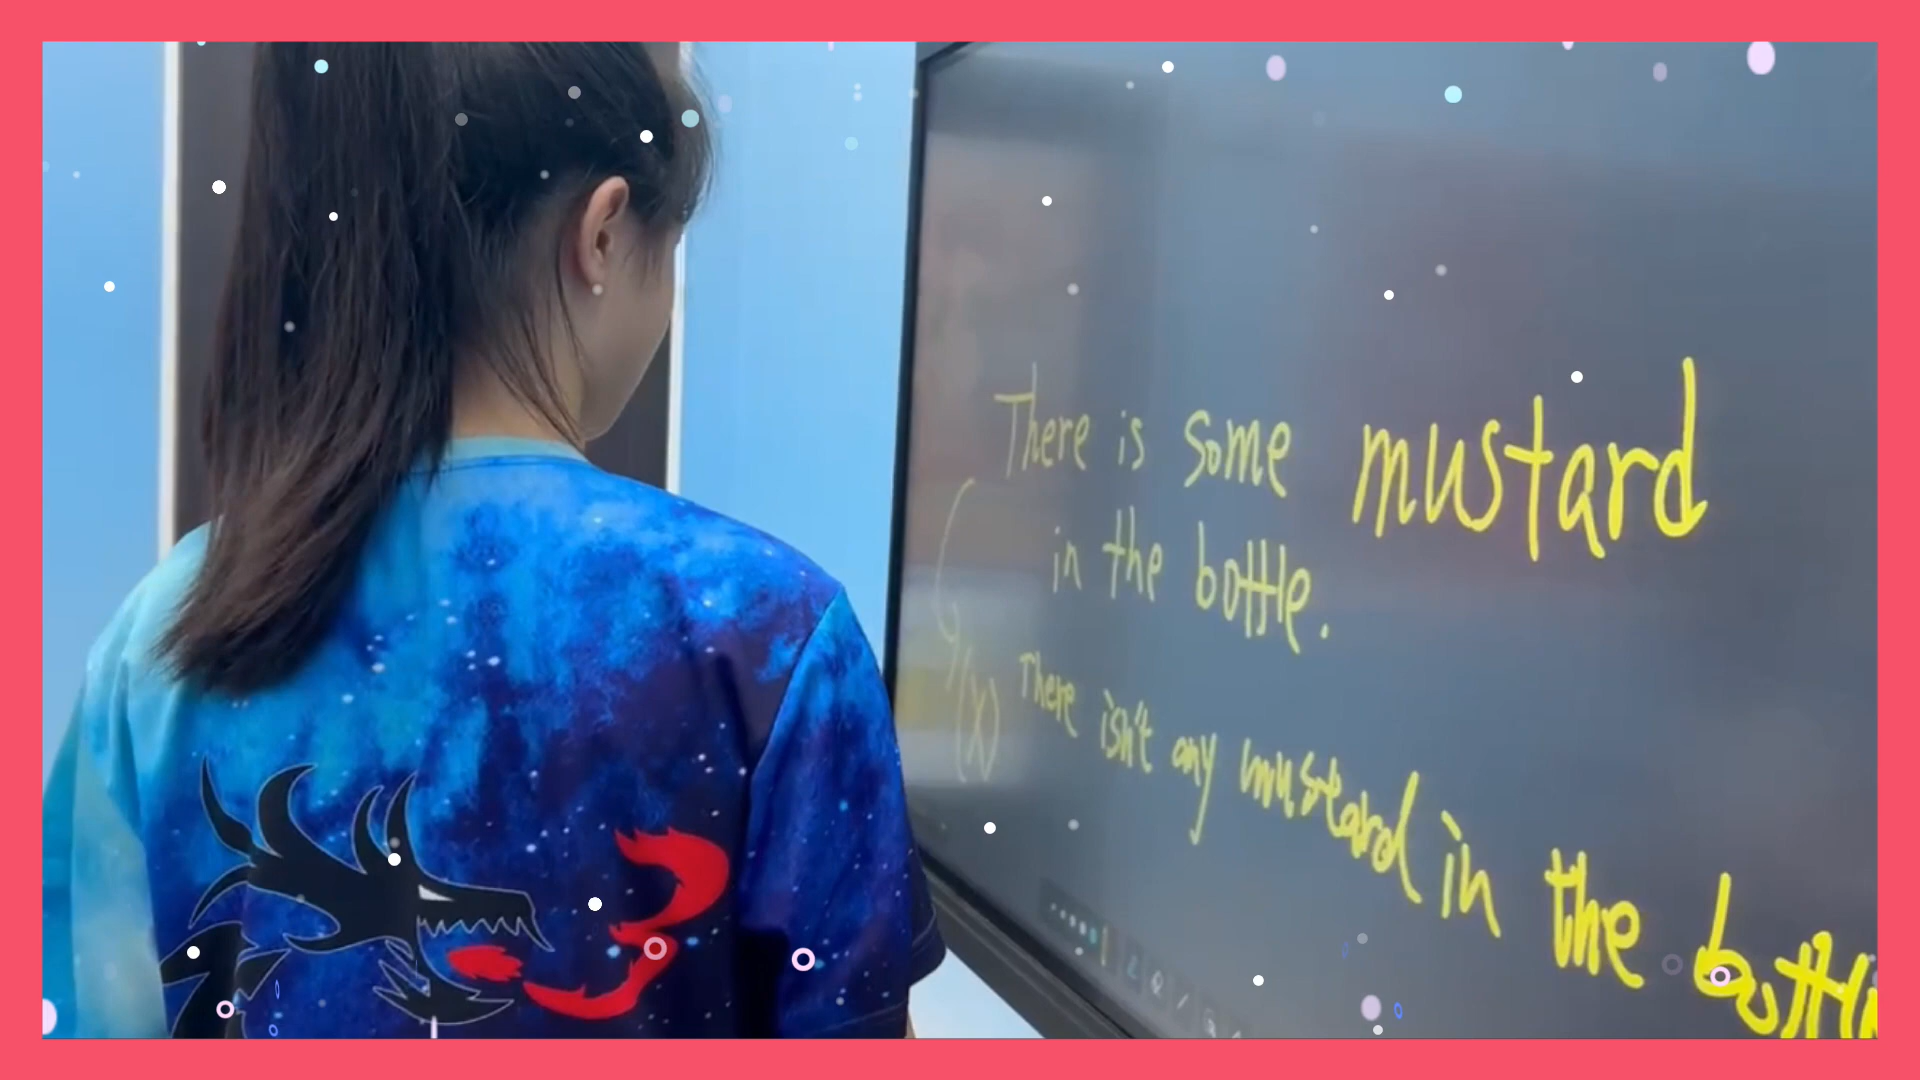 There is some mustard
in the bottle.
(x) There isn't any mustard in the